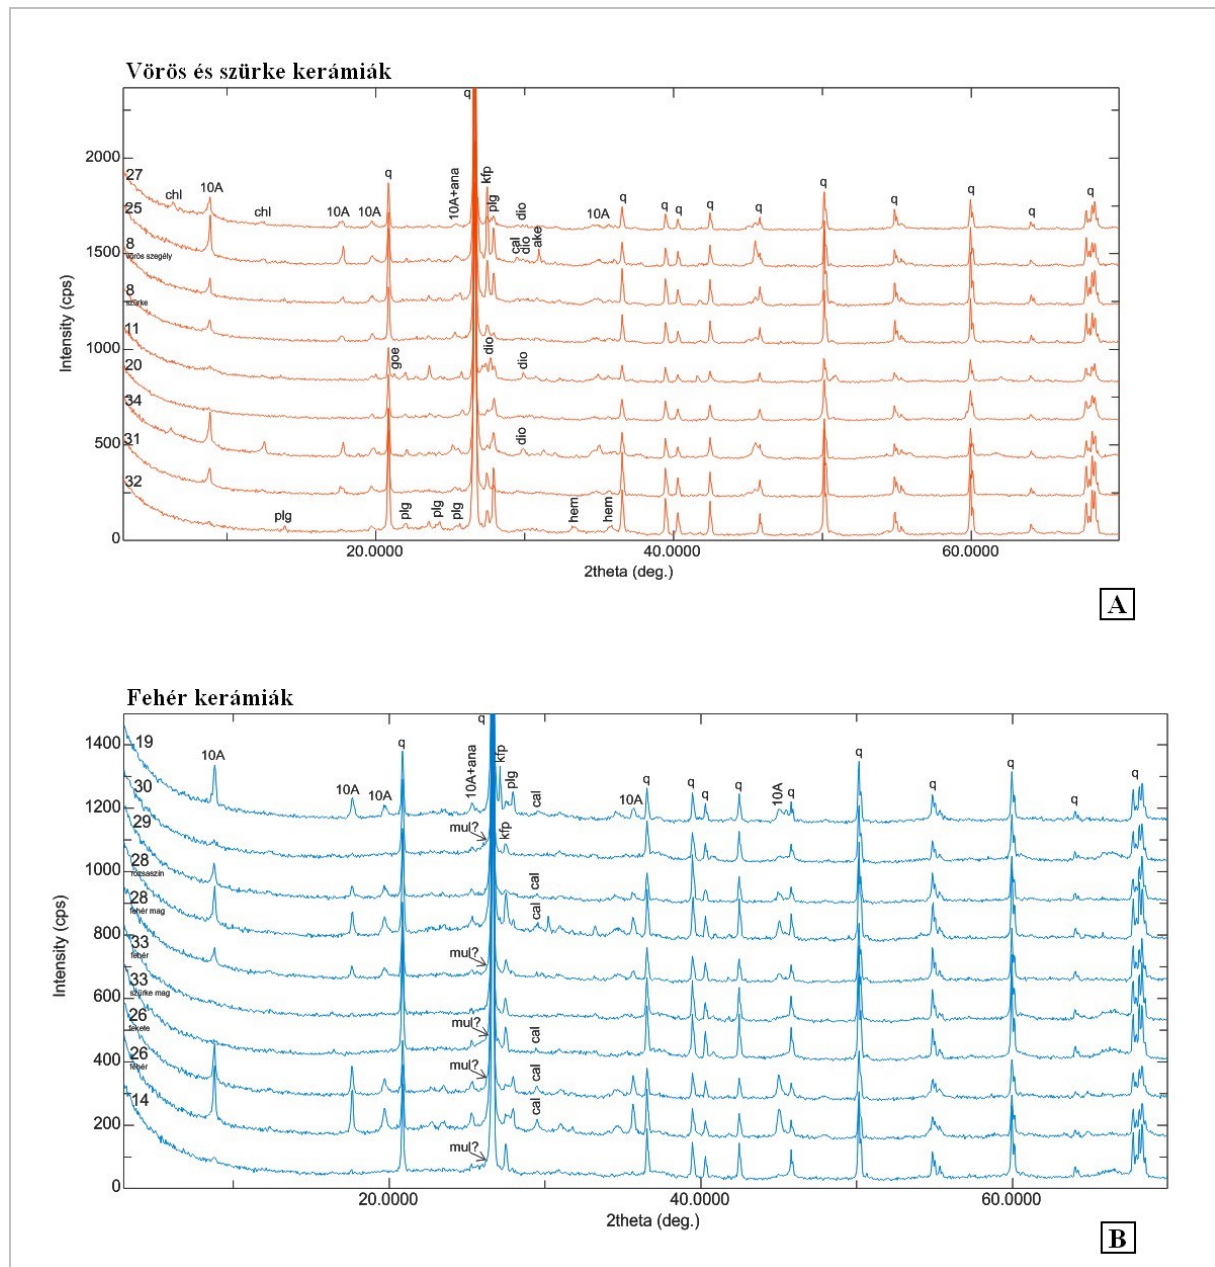 Vörös és szürke kerámiák
Intensity (cps)
2000
1500
1000
500
0
27
25
8
vörös szegély
8
szürke
11
20
34
31
32
chl
10A
chl
10A
10A
q
10A+ana
q
kfp
plg
dio
10A
q
q
q
q
q
q
q
q
q
q
cal
dio
ake
goe
dio
dio
dio
plg
plg
plg
plg
hem
hem
20.0000
40.0000
60.0000
2theta (deg.)
A
Fehér kerámiák
Intensity (cps)
1400
1200
1000
800
600
400
200
0
19
30
29
28
rózsaszín
28
fehér mag
33
fehér
33
szürke mag
26
fekete
26
fehér
14
10A
10A
10A
q
10A+ana
q
kfp
plg
cal
10A
q
q
q
q
10A
q
q
q
q
q
q
mul?
kfp
cal
cal
mul?
mul?
cal
mul?
cal
mul?
20.0000
40.0000
60.0000
2theta (deg.)
B